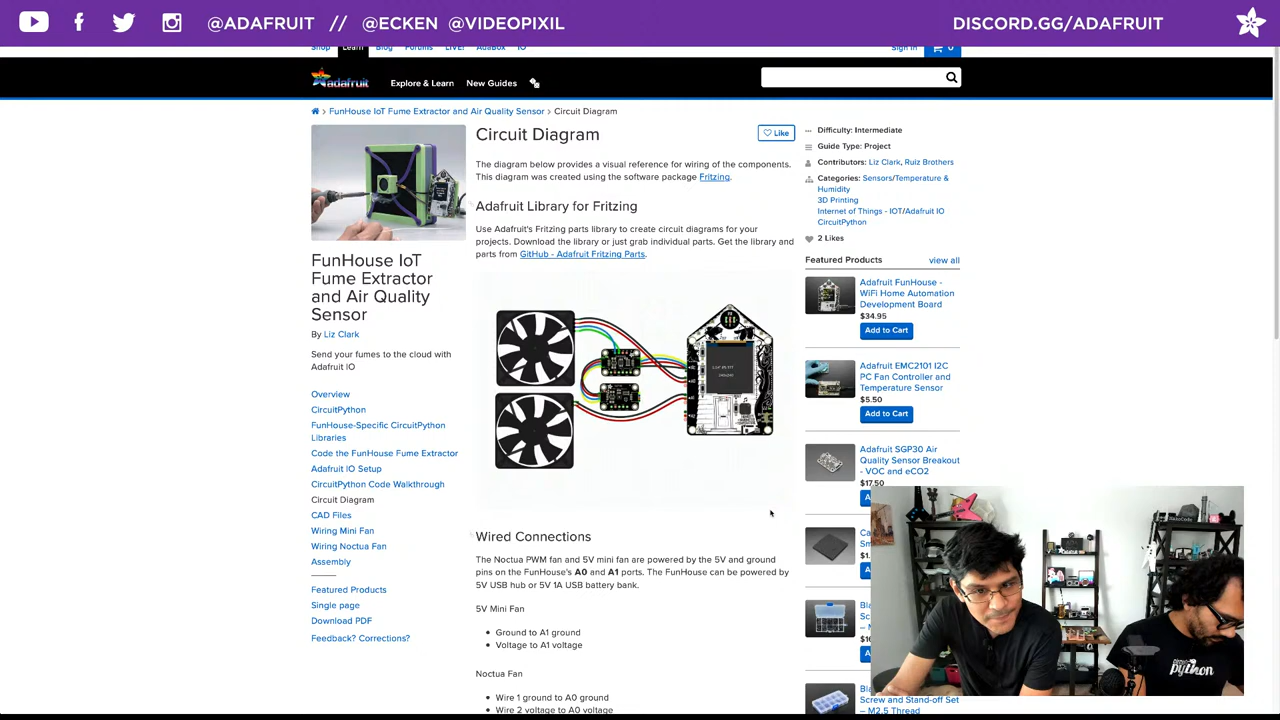 @ADAFRUIT // @ECKEN @VIDEOPIXIL
DISCORD.GG/ADAFRUIT
Shop Learn Blog Forums LIVE! AdaBox IO
Sign In
0
adafruit
Explore & Learn New Guides
FunHouse IoT Fume Extractor and Air Quality Sensor > Circuit Diagram
FunHouse IoT
Fume Extractor
and Air Quality
Sensor
By Liz Clark
Send your fumes to the cloud with
Adafruit IO
Overview
CircuitPython
FunHouse-Specific CircuitPython
Libraries
Code the FunHouse Fume Extractor
Adafruit IO Setup
CircuitPython Code Walkthrough
Circuit Diagram
CAD Files
Wiring Mini Fan
Wiring Noctua Fan
Assembly
Featured Products
Single page
Download PDF
Feedback? Corrections?
Circuit Diagram
Like
The diagram below provides a visual reference for wiring of the components.
This diagram was created using the software package Fritzing.
Adafruit Library for Fritzing
Use Adafruit's Fritzing parts library to create circuit diagrams for your
projects. Download the library or just grab individual parts. Get the library and
parts from GitHub - Adafruit Fritzing Parts.
Wired Connections
The Noctua PWM fan and 5V mini fan are powered by the 5V and ground
pins on the FunHouse's A0 and A1 ports. The FunHouse can be powered by
5V USB hub or 5V 1A USB battery bank.
5V Mini Fan
• Ground to A1 ground
• Voltage to A1 voltage
Noctua Fan
• Wire 1 ground to A0 ground
• Wire 2 voltage to A0 voltage
Difficulty: Intermediate
Guide Type: Project
Contributors: Liz Clark, Ruiz Brothers
Categories: Sensors/Temperature &
Humidity
3D Printing
Internet of Things - IOT/Adafruit IO
CircuitPython
2 Likes
Featured Products view all
Adafruit FunHouse -
WiFi Home Automation
Development Board
$34.95
Add to Cart
Adafruit EMC2101 I2C
PC Fan Controller and
Temperature Sensor
$5.50
Add to Cart
Adafruit SGP30 Air
Quality Sensor Breakout
- VOC and eCO2
$17.50
Screw and Stand-off Set
– M2.5 Thread
python